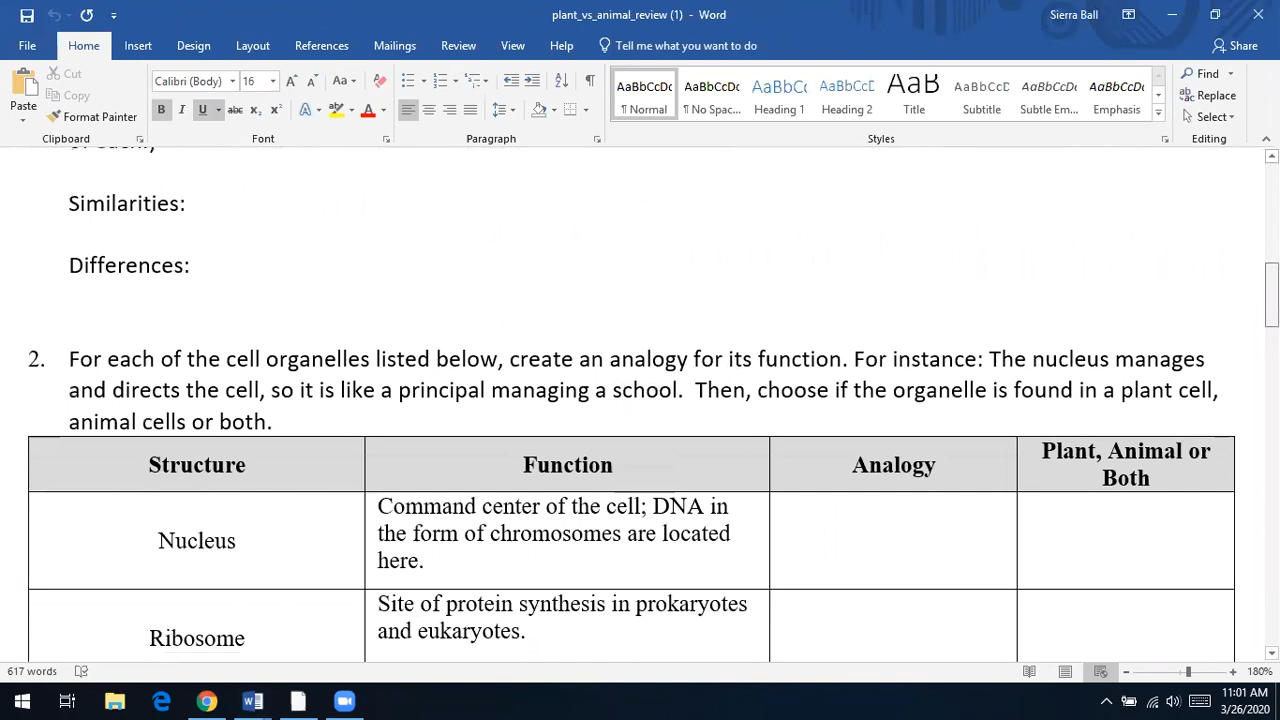 plant_vs_animal_review (1) - Word
Sierra Ball
File Home Insert Design Layout References Mailings Review View Help Tell me what you want to do Share
Paste
Cut
Copy
Format Painter
Clipboard
Calibri (Body) 16
Font
Paragraph
AaBbCcDc AaBbCcDc AaBbCc AaBbCcD AaB AaBbCcD AaBbCcDc AaBbCcDc
¶ Normal ¶ No Spac... Heading 1 Heading 2 Title Subtitle Subtle Em... Emphasis
Styles
Find
Replace
Select
Editing
Similarities:
Differences:
2. For each of the cell organelles listed below, create an analogy for its function. For instance: The nucleus manages
and directs the cell, so it is like a principal managing a school. Then, choose if the organelle is found in a plant cell,
animal cells or both.
Structure Function Analogy Plant, Animal or
Both
Nucleus
Command center of the cell; DNA in
the form of chromosomes are located
here.
Ribosome
Site of protein synthesis in prokaryotes
and eukaryotes.
617 words
180%
11:01 AM
3/26/2020